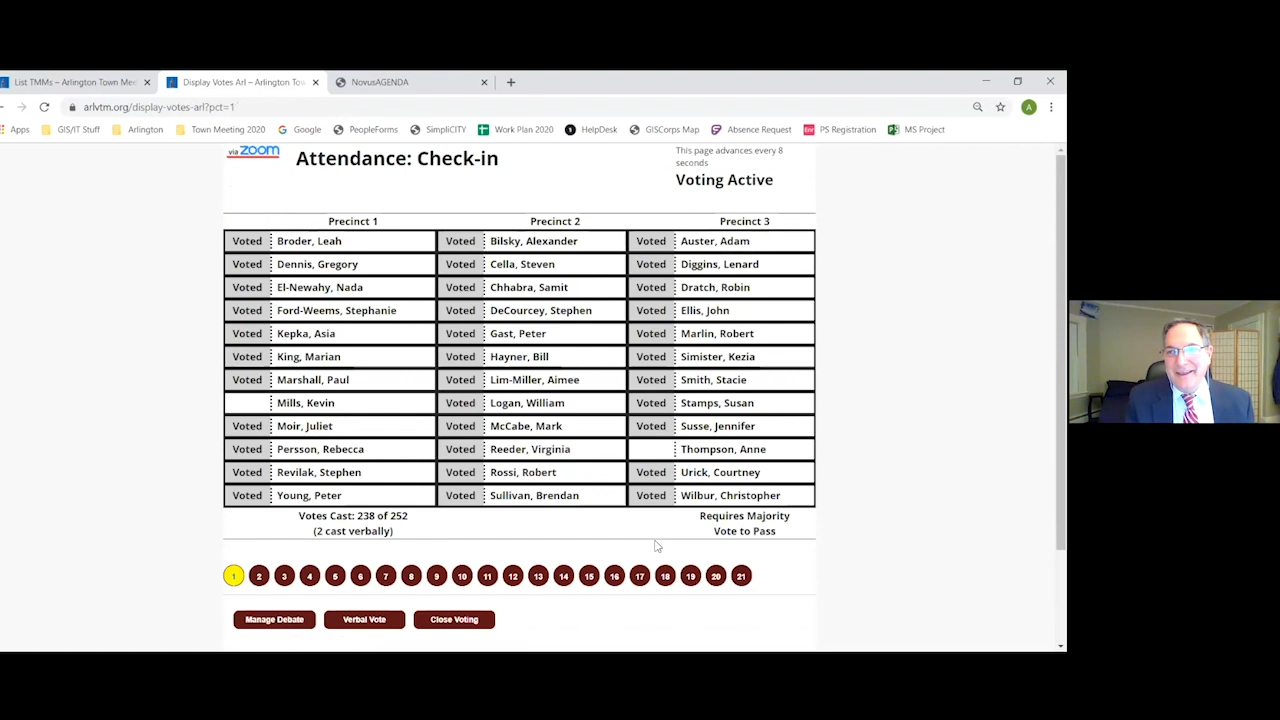 List TMMs – Arlington Town Mee
Display Votes Arl – Arlington Tow
NovusAGENDA
arlvtm.org/display-votes-arl?pct=1
A
Apps
GIS/IT Stuff
Arlington
Town Meeting 2020
Google
PeopleForms
SimpliCITY
Work Plan 2020
HelpDesk
GISCorps Map
Absence Request
PS Registration
MS Project
via zoom
Attendance: Check-in
This page advances every 8
seconds
Voting Active
Precinct 1 Precinct 2 Precinct 3
Voted Broder, Leah Voted Bilsky, Alexander Voted Auster, Adam
Voted Dennis, Gregory Voted Cella, Steven Voted Diggins, Lenard
Voted El-Newahy, Nada Voted Chhabra, Samit Voted Dratch, Robin
Voted Ford-Weems, Stephanie Voted DeCourcey, Stephen Voted Ellis, John
Voted Kepka, Asia Voted Gast, Peter Voted Marlin, Robert
Voted King, Marian Voted Hayner, Bill Voted Simister, Kezia
Voted Marshall, Paul Voted Lim-Miller, Aimee Voted Smith, Stacie
Mills, Kevin Voted Logan, William Voted Stamps, Susan
Voted Moir, Juliet Voted McCabe, Mark Voted Susse, Jennifer
Voted Persson, Rebecca Voted Reeder, Virginia Thompson, Anne
Voted Revilak, Stephen Voted Rossi, Robert Voted Urick, Courtney
Voted Young, Peter Voted Sullivan, Brendan Voted Wilbur, Christopher
Votes Cast: 238 of 252
(2 cast verbally)
Requires Majority
Vote to Pass
1 2 3 4 5 6 7 8 9 10 11 12 13 14 15 16 17 18 19 20 21
Manage Debate Verbal Vote Close Voting